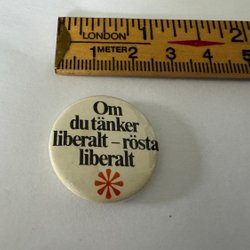 LONDON
1 METER 2 3 4 5
Om
du tänker
liberalt – rösta
liberalt